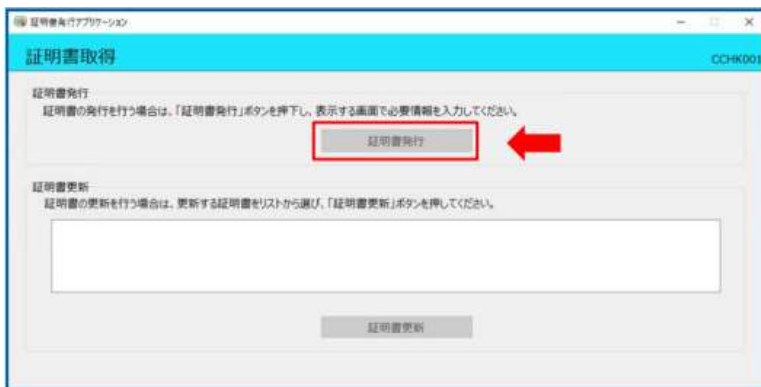 証明書発行アプリケーション
証明書取得
CCHK001
証明書発行
証明書の発行を行う場合は、「証明書発行」ボタンを押下し、表示する画面で必要情報を入力してください。
証明書発行
証明書更新
証明書の更新を行う場合は、更新する証明書をリストから選び、「証明書更新」ボタンを押してください。
証明書更新